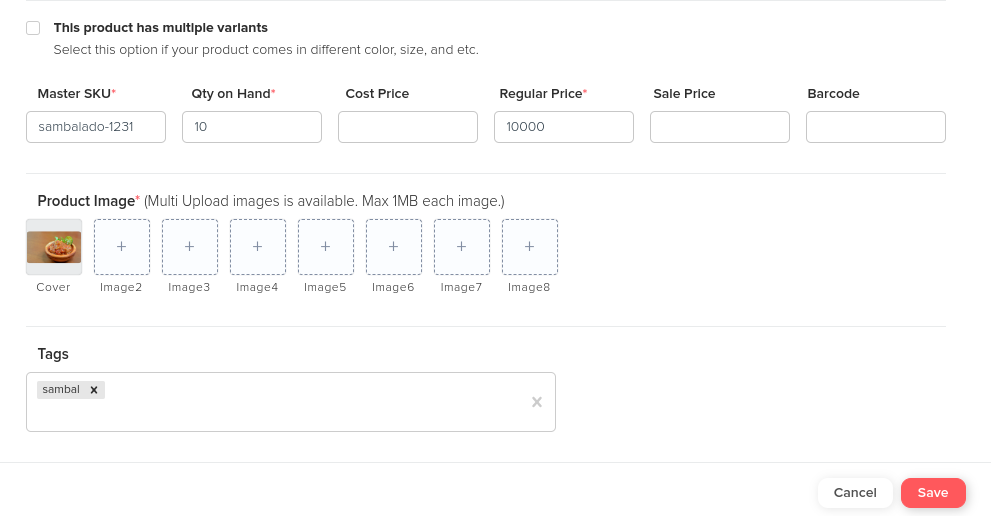 This product has multiple variants
Select this option if your product comes in different color, size, and etc.
Master SKU* Qty on Hand* Cost Price Regular Price* Sale Price Barcode
sambalado-1231 10 10000
Product Image* (Multi Upload images is available. Max 1MB each image.)
+ + + + + + +
Cover Image2 Image3 Image4 Image5 Image6 Image7 Image8
Tags
sambal x
x
Cancel Save